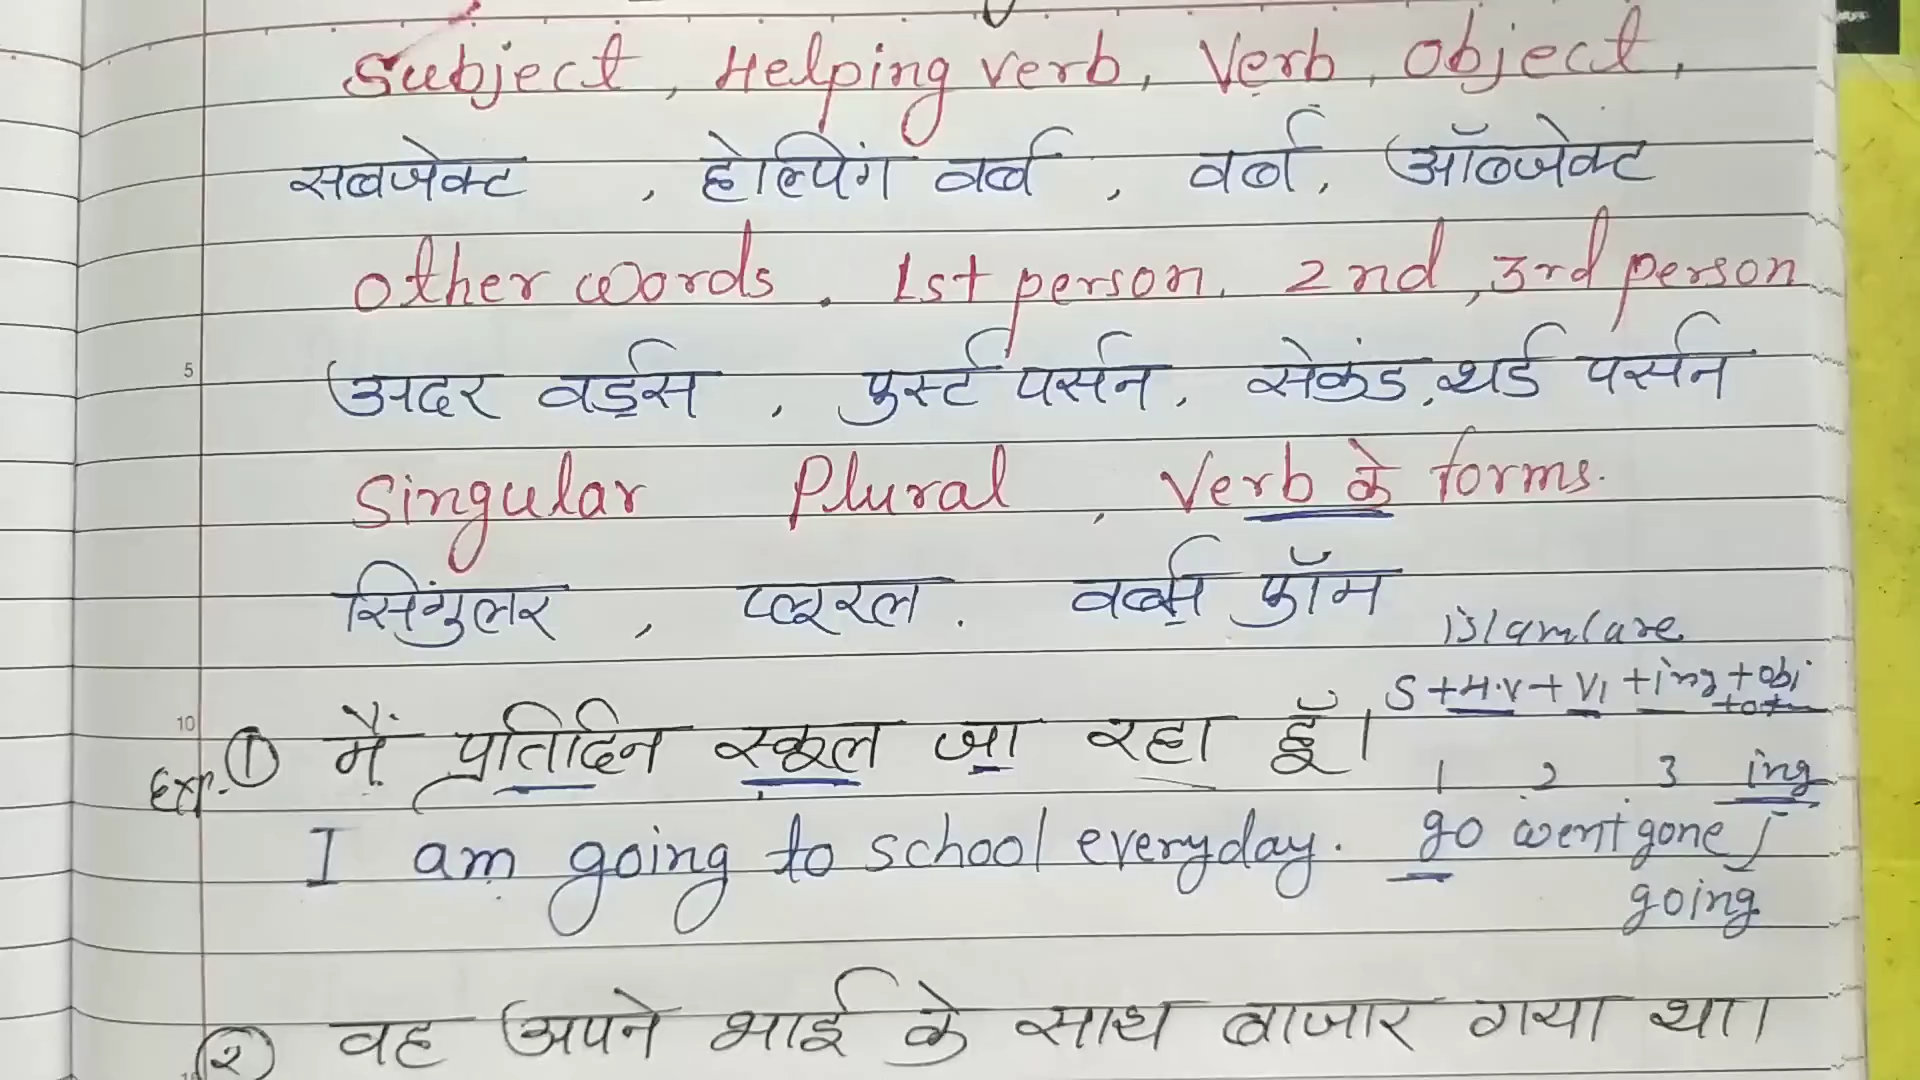 Subject, Helping verb, Verb, object,
सबजेक्ट , हेल्पिंग वर्ब , वर्ब, ऑब्जेक्ट
other words. 1st person, 2nd, 3rd person
अदर वर्ड्स , फुर्स्ट पर्सन, सेकंड, थर्ड पर्सन
Singular Plural , Verb के forms.
सिंगुलर , प्लूरल. वर्ब्स फॉम
is/am/are
S+H.V+V1+ing+obj
Exp. ① मैं प्रतिदिन स्कूल जा रहा हूँ।
1 2 3 ing
I am going to school everyday. go went gone
going
② वह अपने भाई के साथ बाजार गया था।